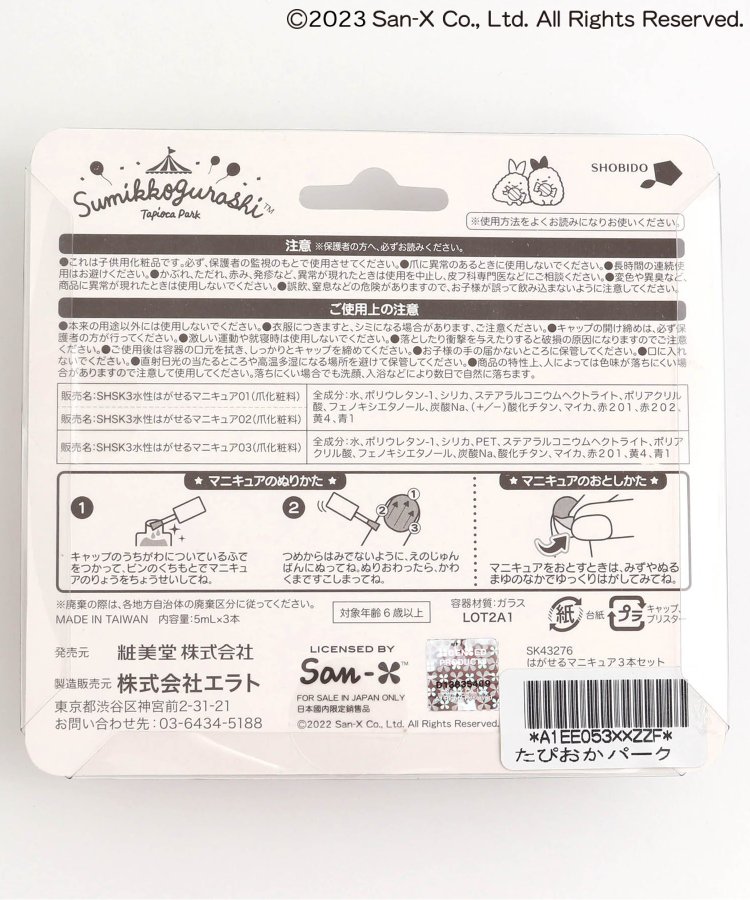 ©2023 San-X Co., Ltd. All Rights Reserved.
Sumikkogurashi™
Tapioca Park
SHOBIDO
※使用方法をよくお読みになりお使いください。
注意 ※保護者の方へ、必ずお読みください。
●これは子供用化粧品です。必ず、保護者の監視のもとで使用させてください。●爪に異常のあるときに使用しないでください。●長時間の連続使
用はお避けください。●かぶれ、ただれ、赤み、発疹など、異常が現れたときは使用を中止し、皮フ科専門医などにご相談ください。●変色や異臭など、
商品に異常が現れたときは使用しないでください。●誤飲、窒息などの危険がありますので、お子様が誤って飲み込まないように注意してください。
ご使用上の注意
●本来の用途以外には使用しないでください。●衣服につきますと、シミになる場合があります、ご注意ください。●キャップの開け締めは、必ず保
護者の方が行ってください。●激しい運動や就寝時は使用しないでください。●落としたり衝撃を与えたりすると破損の原因になりますのでご注意
ください。●ご使用後は容器の口元を拭き、しっかりとキャップを締めてください。●お子様の手の届かないところに保管してください。●口に入れ
ないでください。●直射日光の当たるところや高温多湿になる場所を避けて保管してください。●商品の特性上、人によっては色味が落ちにくい場
合がありますので注意して使用してください。落ちにくい場合でも洗顔、入浴などにより数日で自然に落ちます。
販売名:SHSK3水性はがせるマニキュア01(爪化粧料)
販売名:SHSK3水性はがせるマニキュア02(爪化粧料)
全成分:水、ポリウレタン-1、シリカ、ステアラルコニウムヘクトライト、ポリアクリル
酸、フェノキシエタノール、炭酸Na、(+/-)酸化チタン、マイカ、赤201、赤202、
黄4、青1
販売名:SHSK3水性はがせるマニキュア03(爪化粧料)
全成分:水、ポリウレタン-1、シリカ、PET、ステアラルコニウムヘクトライト、ポリア
クリル酸、フェノキシエタノール、炭酸Na、酸化チタン、マイカ、赤201、黄4、青1
★ マニキュアのぬりかた ★
1
キャップのうちがわについているふで
をつかって、ビンのくちもとでマニキュア
のりょうをちょうせいしてね。
2
① ② ③
つめからはみでないように、えのじゅん
ばんにぬってね。ぬりおわったら、かわ
くまですこしまってね。
★ マニキュアのおとしかた ★
マニキュアをおとすときは、みずやぬる
まゆのなかでゆっくりはがしてみてね。
※廃棄の際は、各地方自治体の廃棄区分に従ってください。
MADE IN TAIWAN 内容量:5mL×3本
対象年齢6歳以上
容器材質:ガラス
LOT2A1
紙 台紙
プラ キャップ、
ブリスター
発売元 粧美堂 株式会社
製造販売元 株式会社エラト
東京都渋谷区神宮前2-31-21
お問い合わせ先:03-6434-5188
LICENSED BY
San-X™
FOR SALE IN JAPAN ONLY
日本國内限定銷售品
©2022 San-X Co., Ltd. All Rights Reserved.
SK43276
はがせるマニキュア3本セット
*A1EE053××ZZF*
たぴおかパーク